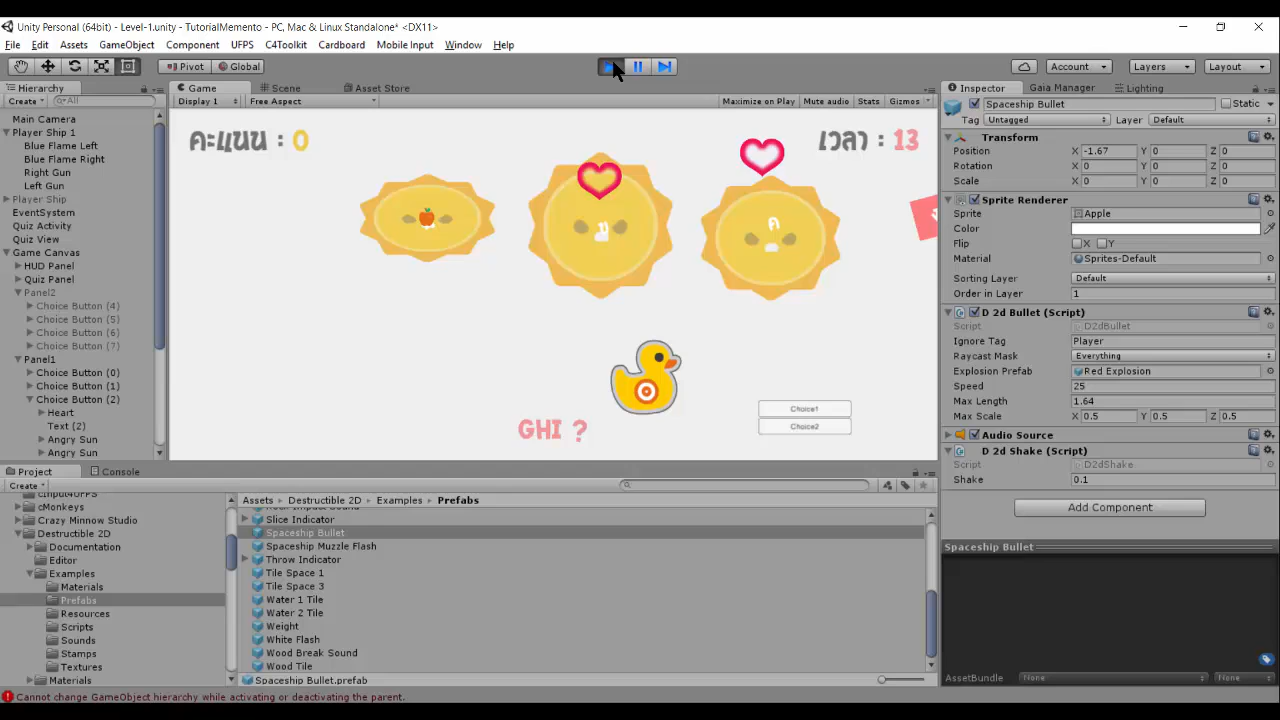 Unity Personal (64bit) - Level-1.unity - TutorialMemento - PC, Mac & Linux Standalone* <DX11>
File Edit Assets GameObject Component UFPS C4Toolkit Cardboard Mobile Input Window Help
Pivot Global Account Layers Layout
Hierarchy
Create All
Main Camera
Player Ship 1
Blue Flame Left
Blue Flame Right
Right Gun
Left Gun
Player Ship
EventSystem
Quiz Activity
Quiz View
Game Canvas
HUD Panel
Quiz Panel
Panel2
Choice Button (4)
Choice Button (5)
Choice Button (6)
Choice Button (7)
Panel1
Choice Button (0)
Choice Button (1)
Choice Button (2)
Heart
Text (2)
Angry Sun
Angry Sun
Game Scene Asset Store
Display 1 Free Aspect Maximize on Play Mute audio Stats Gizmos
คะแนน : 0
เวลา : 13
ข
ค
GHI ?
Choice1
Choice2
Inspector Gaia Manager Lighting
Spaceship Bullet Static
Tag Untagged Layer Default
Transform
Position X -1.67 Y 0 Z 0
Rotation X 0 Y 0 Z 0
Scale X 0 Y 0 Z 0
Sprite Renderer
Sprite Apple
Color
Flip X Y
Material Sprites-Default
Sorting Layer Default
Order in Layer 1
D 2d Bullet (Script)
Script D2dBullet
Ignore Tag Player
Raycast Mask Everything
Explosion Prefab Red Explosion
Speed 25
Max Length 1.64
Max Scale X 0.5 Y 0.5 Z 0.5
Audio Source
D 2d Shake (Script)
Script D2dShake
Shake 0.1
Add Component
Spaceship Bullet
AssetBundle None None
Project Console
Create
cMonkeys
Crazy Minnow Studio
Destructible 2D
Documentation
Editor
Examples
Materials
Prefabs
Resources
Scripts
Sounds
Stamps
Textures
Materials
Assets Destructible 2D Examples Prefabs
Slice Indicator
Spaceship Bullet
Spaceship Muzzle Flash
Throw Indicator
Tile Space 1
Tile Space 3
Water 1 Tile
Water 2 Tile
Weight
White Flash
Wood Break Sound
Wood Tile
Spaceship Bullet.prefab
Cannot change GameObject hierarchy while activating or deactivating the parent.